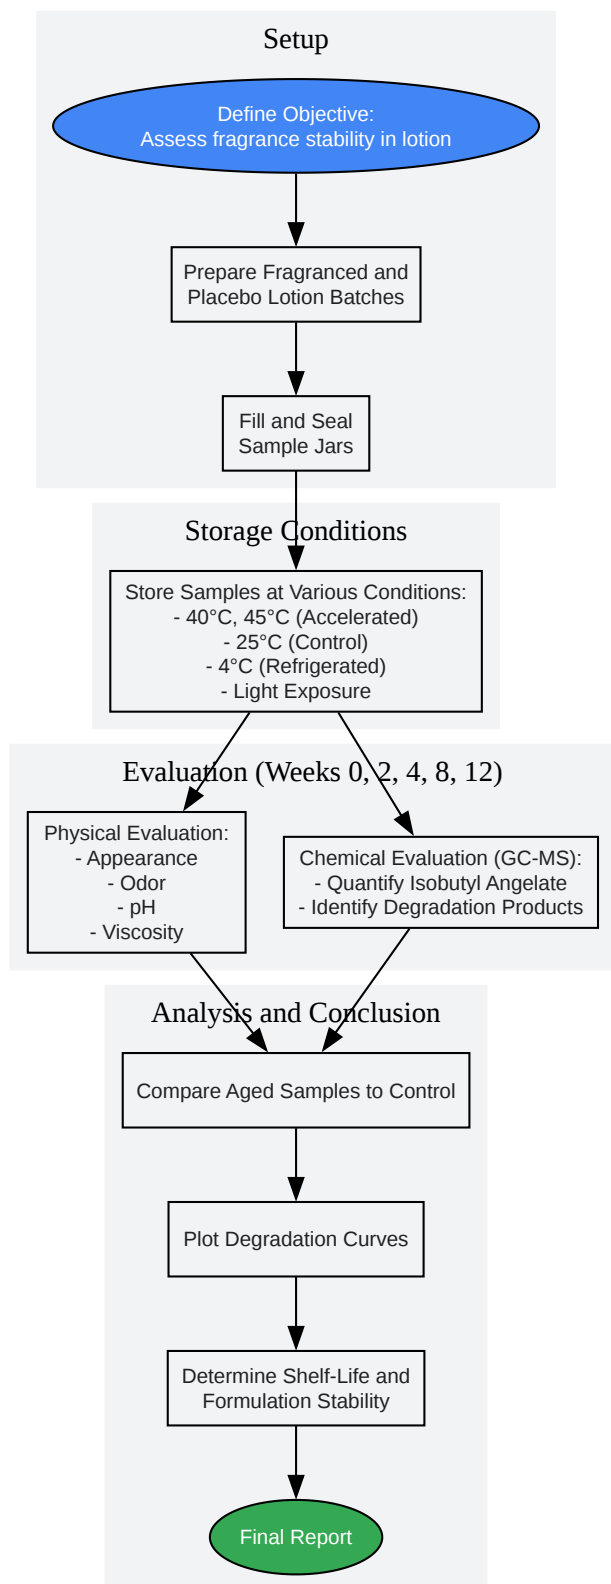 Setup
Define Objective:
Assess fragrance stability in lotion
Prepare Fragranced and
Placebo Lotion Batches
Fill and Seal
Sample Jars
Storage Conditions
Store Samples at Various Conditions:
- 40°C, 45°C (Accelerated)
- 25°C (Control)
- 4°C (Refrigerated)
- Light Exposure
Evaluation (Weeks 0, 2, 4, 8, 12)
Physical Evaluation:
- Appearance
- Odor
- pH
- Viscosity
Chemical Evaluation (GC-MS):
- Quantify Isobutyl Angelate
- Identify Degradation Products
Analysis and Conclusion
Compare Aged Samples to Control
Plot Degradation Curves
Determine Shelf-Life and
Formulation Stability
Final Report